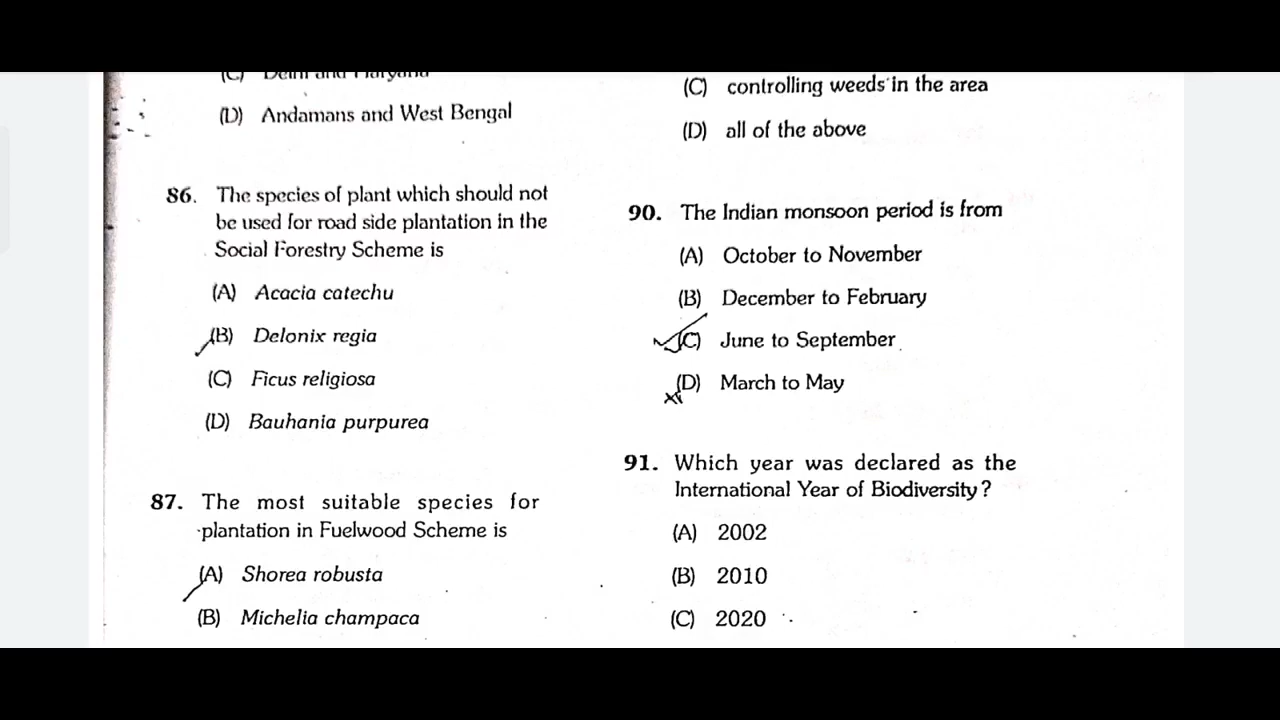 (C) Delhi and Haryana
(D) Andamans and West Bengal
86. The species of plant which should not
be used for road side plantation in the
Social Forestry Scheme is
(A) Acacia catechu
(B) Delonix regia
(C) Ficus religiosa
(D) Bauhania purpurea
87. The most suitable species for
plantation in Fuelwood Scheme is
(A) Shorea robusta
(B) Michelia champaca
(C) controlling weeds in the area
(D) all of the above
90. The Indian monsoon period is from
(A) October to November
(B) December to February
(C) June to September
(D) March to May
91. Which year was declared as the
International Year of Biodiversity?
(A) 2002
(B) 2010
(C) 2020